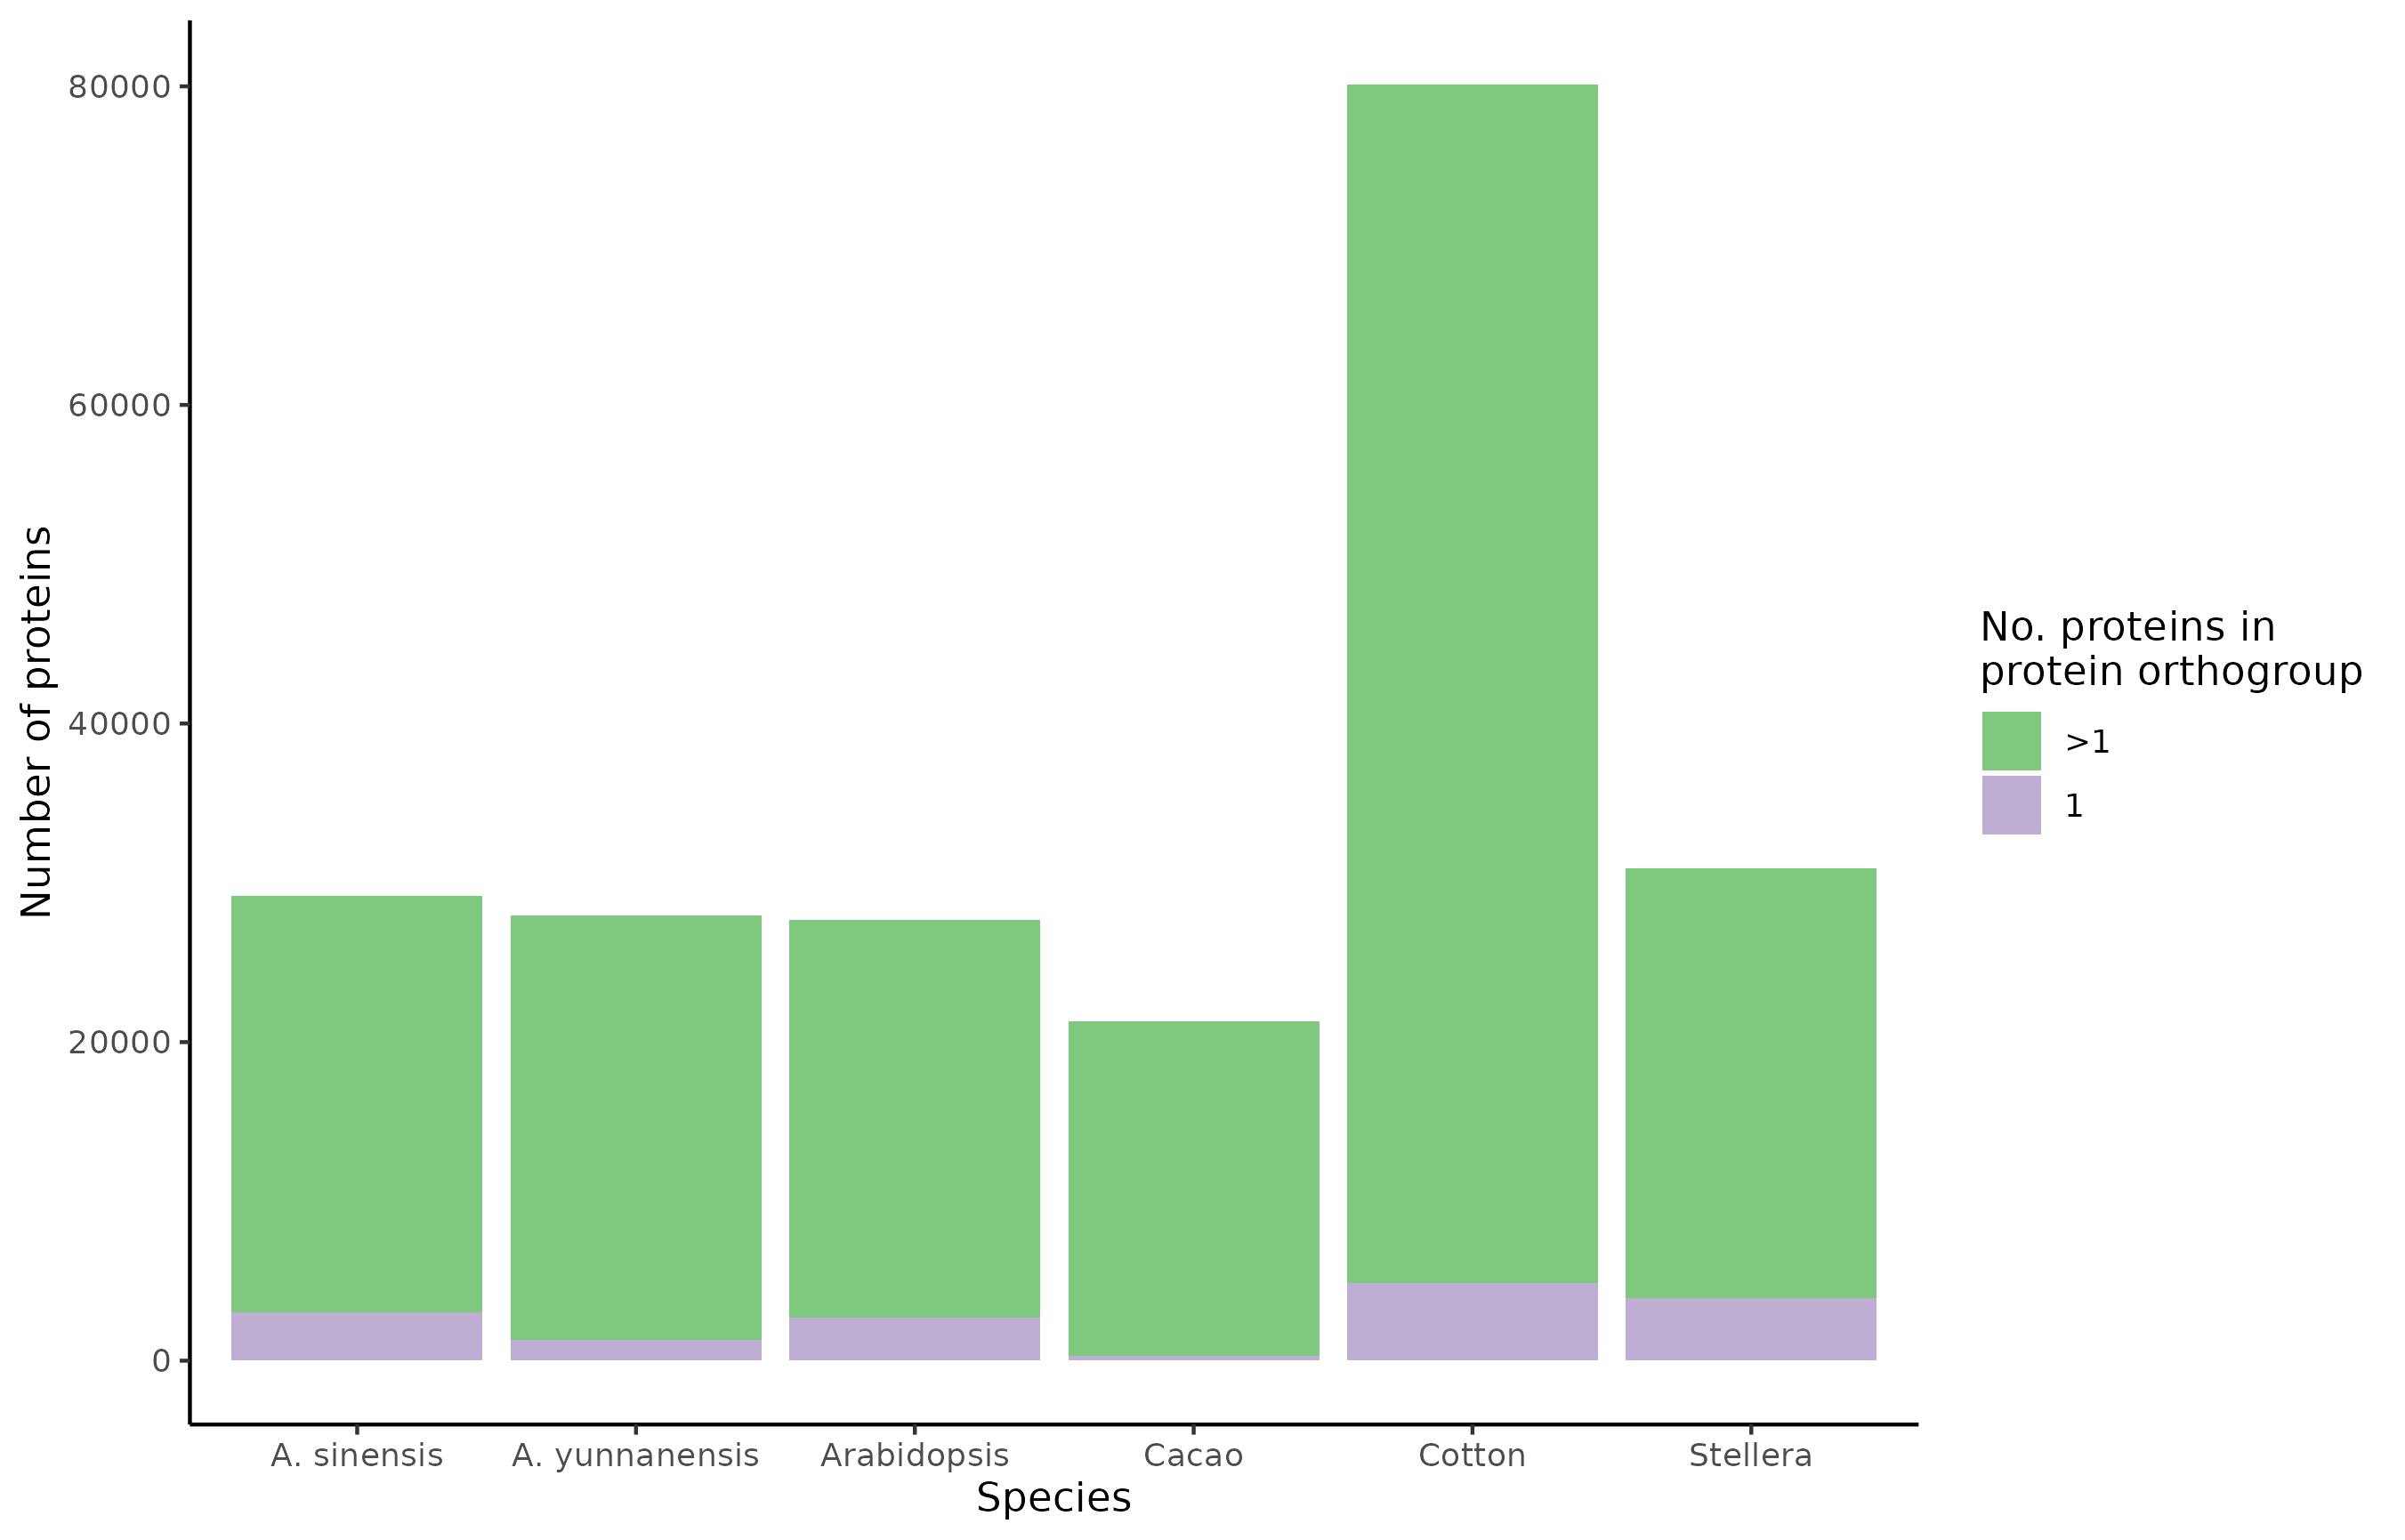 Number of proteins
80000
60000
40000
20000
0
A. sinensis
A. yunnanensis
Arabidopsis
Cacao
Cotton
Stellera
Species
No. proteins in
protein orthogroup
>1
1